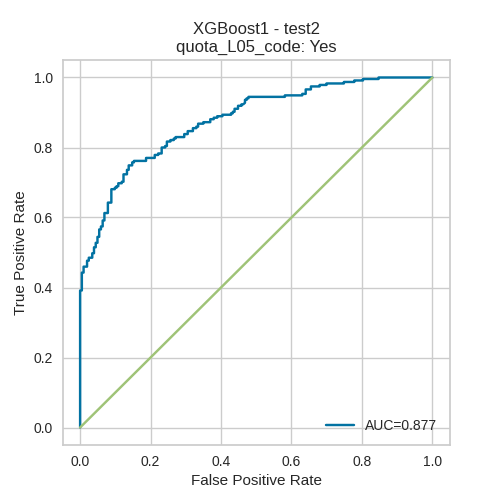 XGBoost1 - test2
quota_L05_code: Yes
True Positive Rate
1.0
0.8
0.6
0.4
0.2
0.0
AUC=0.877
0.0 0.2 0.4 0.6 0.8 1.0
False Positive Rate